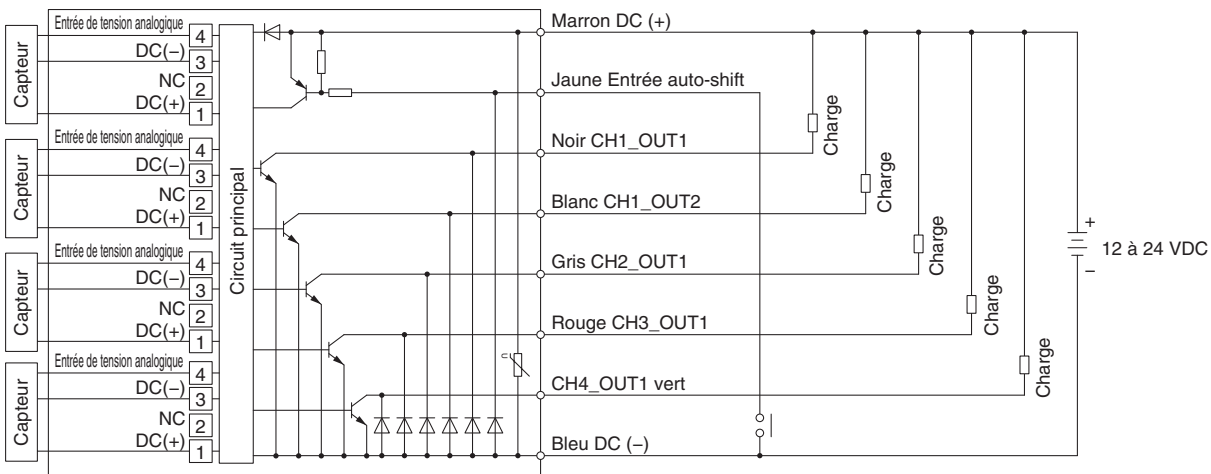 Capteur
Entrée de tension analogique 4
DC(−) 3
NC 2
DC(+) 1
Capteur
Entrée de tension analogique 4
DC(−) 3
NC 2
DC(+) 1
Capteur
Entrée de tension analogique 4
DC(−) 3
NC 2
DC(+) 1
Capteur
Entrée de tension analogique 4
DC(−) 3
NC 2
DC(+) 1
Circuit principal
Marron DC (+)
Jaune Entrée auto-shift
Noir CH1_OUT1
Blanc CH1_OUT2
Gris CH2_OUT1
Rouge CH3_OUT1
CH4_OUT1 vert
Bleu DC (−)
Charge
Charge
Charge
Charge
Charge
+
12 à 24 VDC
−